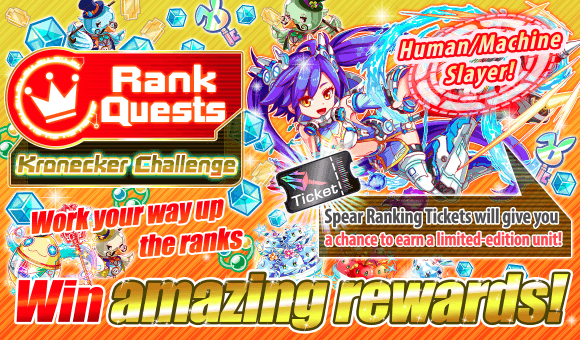 Human/Machine
Slayer!
Rank
Quests
Kronecker Challenge
Ticket
Work your way up
the ranks
Spear Ranking Tickets will give you
a chance to earn a limited-edition unit!
Win amazing rewards!